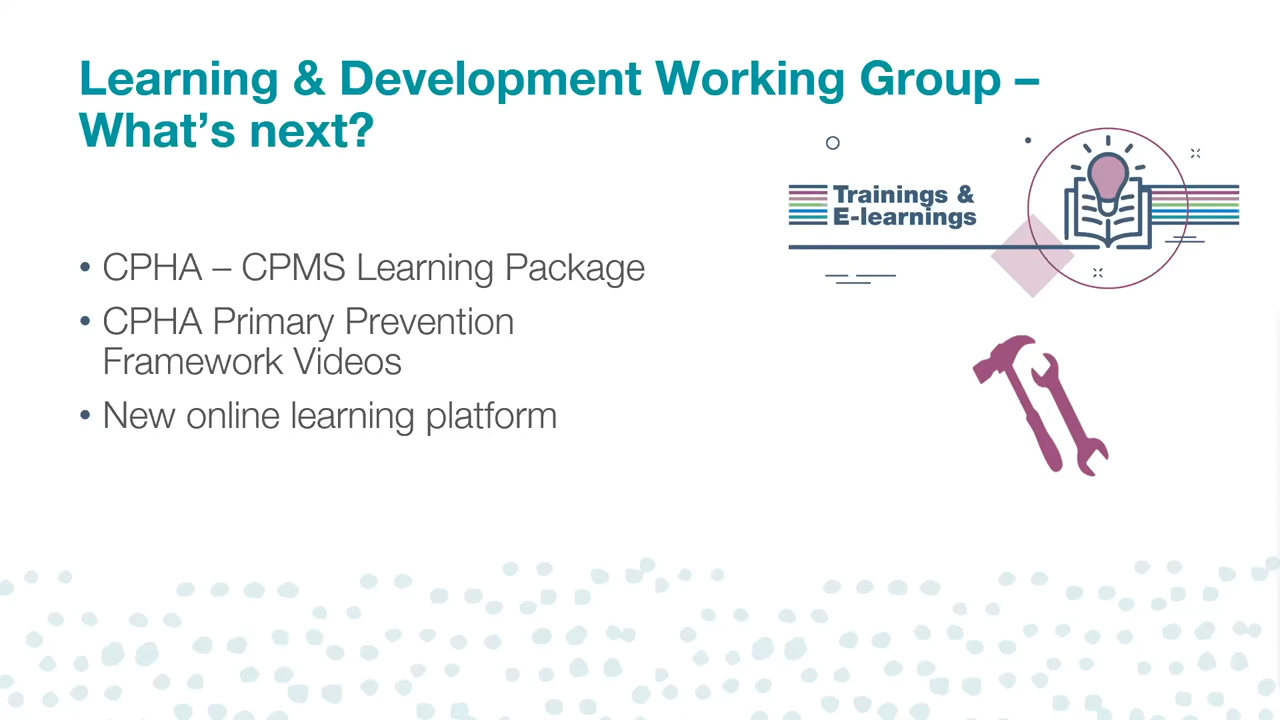 Learning & Development Working Group –
What’s next?
Trainings &
E-learnings
• CPHA – CPMS Learning Package
• CPHA Primary Prevention
Framework Videos
• New online learning platform